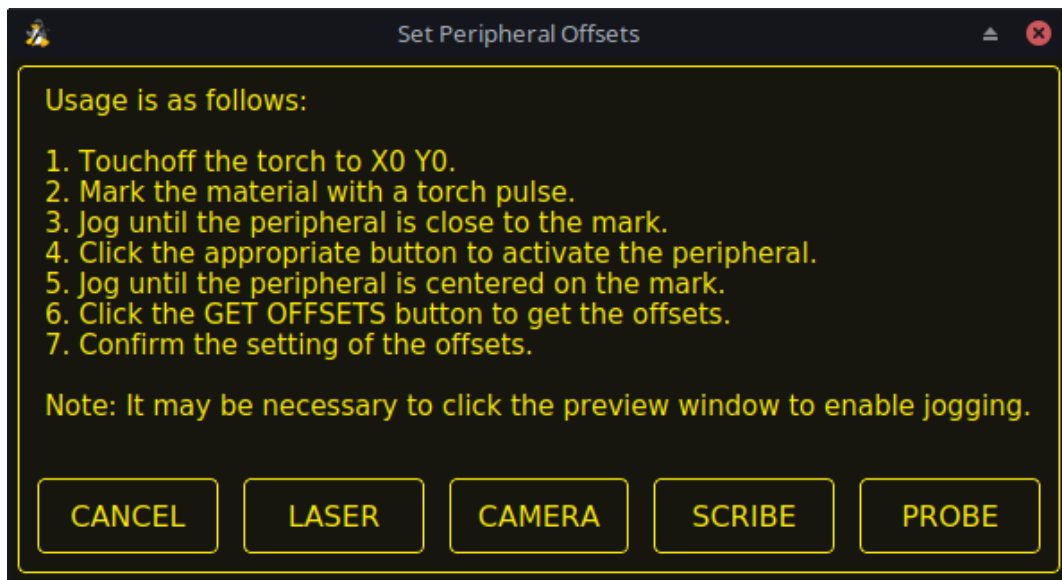 Set Peripheral Offsets
Usage is as follows:
1. Touchoff the torch to X0 Y0.
2. Mark the material with a torch pulse.
3. Jog until the peripheral is close to the mark.
4. Click the appropriate button to activate the peripheral.
5. Jog until the peripheral is centered on the mark.
6. Click the GET OFFSETS button to get the offsets.
7. Confirm the setting of the offsets.
Note: It may be necessary to click the preview window to enable jogging.
CANCEL LASER CAMERA SCRIBE PROBE